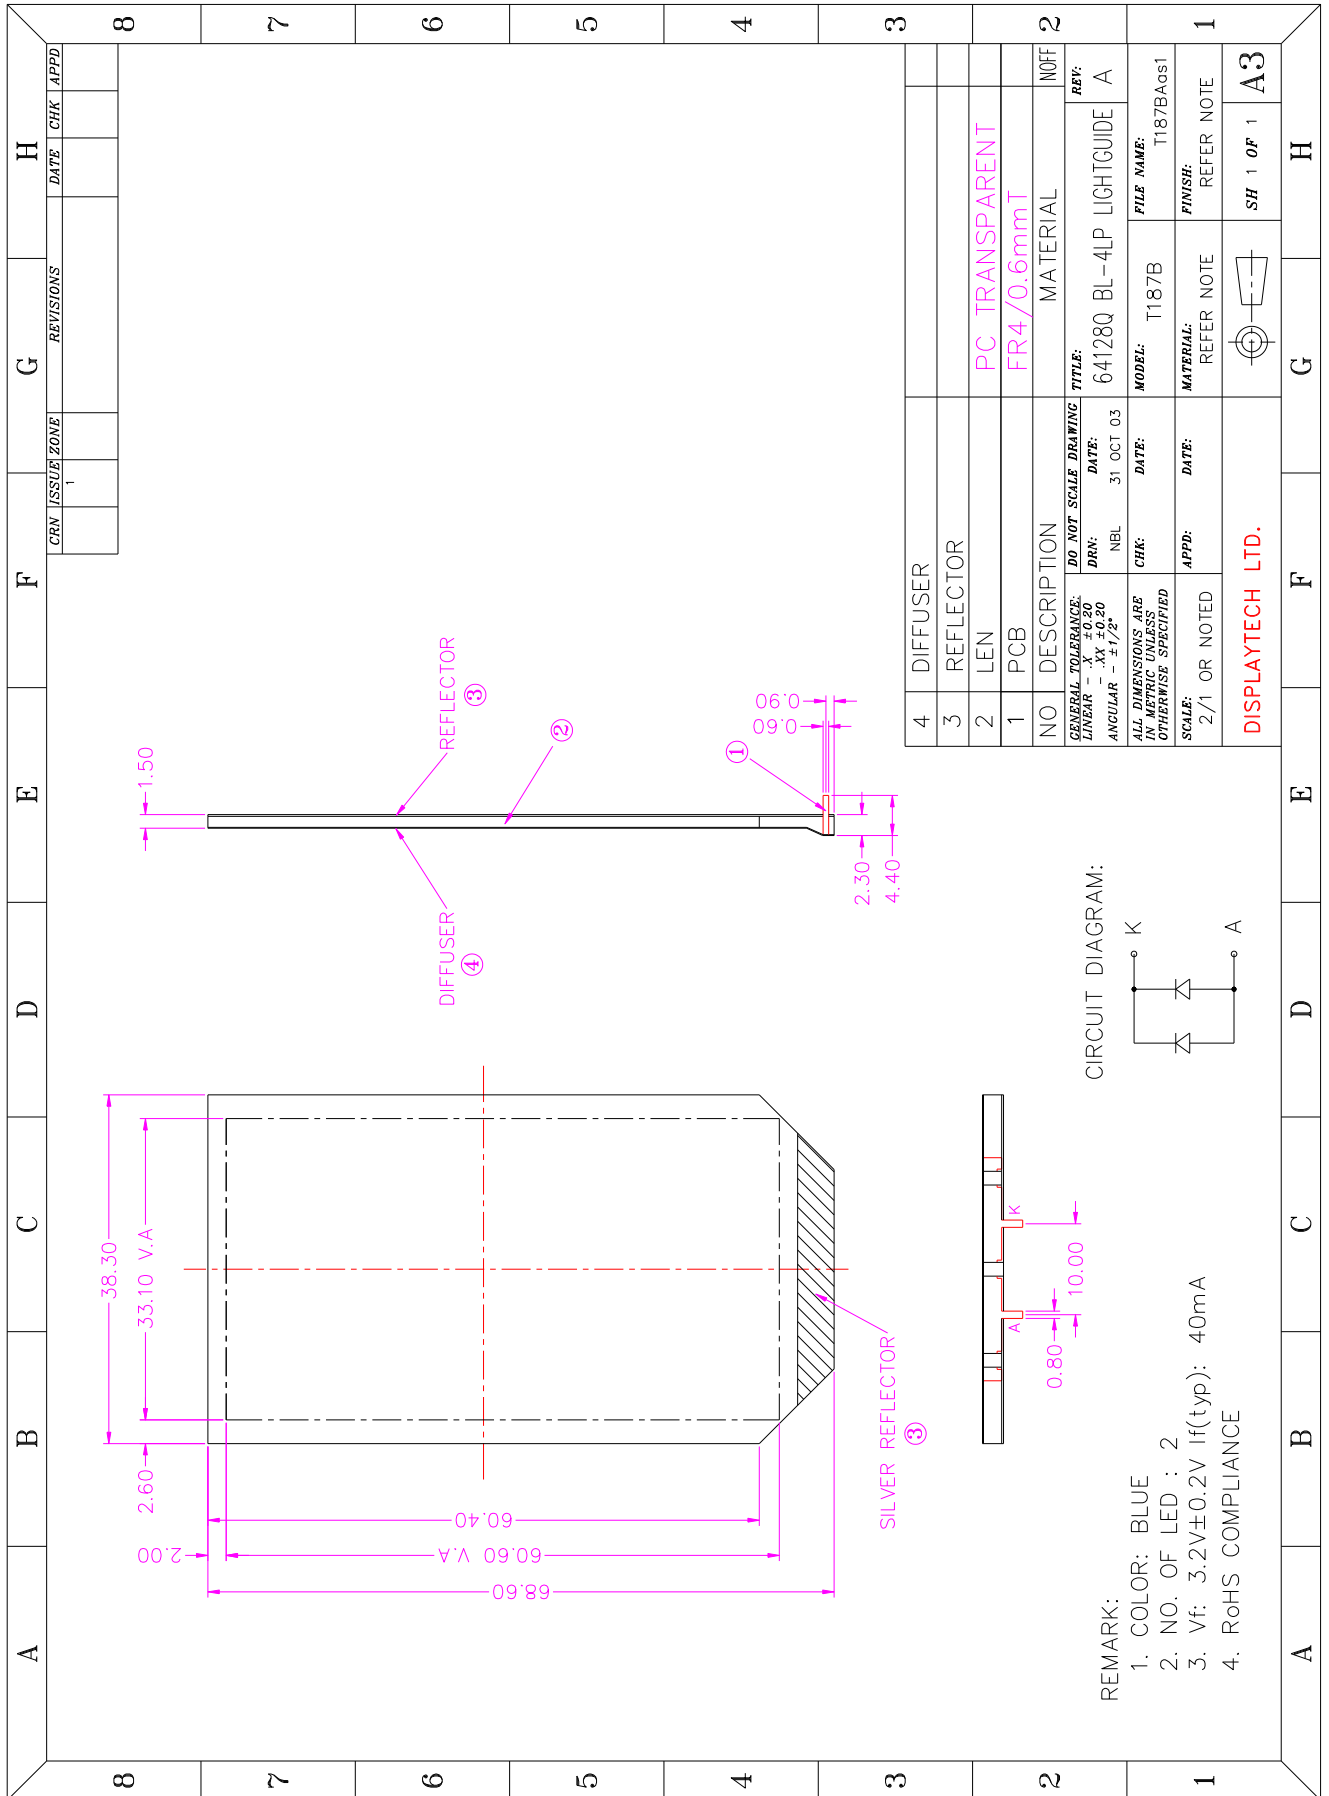 A B C D E F G H
8 7 6 5 4 3 2 1
CRN ISSUE ZONE REVISIONS DATE CHK APPD
1
38.30
33.10 V.A
2.60
2.00
60.40
60.60 V.A
68.60
SILVER REFLECTOR
3
1.50
DIFFUSER
4
REFLECTOR
3
2
1
0.60
0.90
2.30
4.40
A
K
0.80
10.00
CIRCUIT DIAGRAM:
K
A
REMARK:
1. COLOR: BLUE
2. NO. OF LED : 2
3. Vf: 3.2V±0.2V If(typ): 40mA
4. RoHS COMPLIANCE
4 DIFFUSER
3 REFLECTOR
2 LEN PC TRANSPARENT
1 PCB FR4/0.6mmT
NO DESCRIPTION MATERIAL NOFF
GENERAL TOLERANCE:
LINEAR - .X ±0.20
- .XX ±0.20
ANGULAR - ±1/2°
DO NOT SCALE DRAWING
DRN: DATE:
NBL 31 OCT 03
TITLE:
64128Q BL-4LP LIGHTGUIDE
REV:
A
ALL DIMENSIONS ARE
IN METRIC UNLESS
OTHERWISE SPECIFIED
CHK: DATE:
MODEL:
T187B
FILE NAME:
T187BAas1
SCALE:
2/1 OR NOTED
APPD: DATE:
MATERIAL:
REFER NOTE
FINISH:
REFER NOTE
DISPLAYTECH LTD.
SH 1 OF 1
A3
8 7 6 5 4 3 2 1
A B C D E F G H